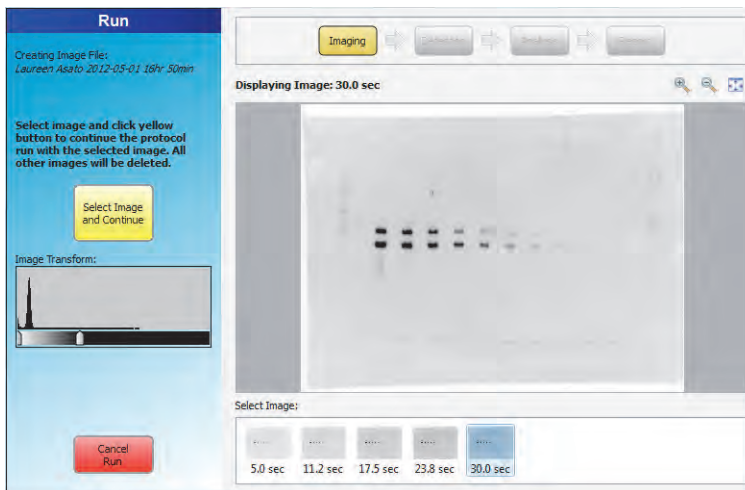 Run
Creating Image File:
Laureen Asato 2012-05-01 16hr 50min
Select image and click yellow
button to continue the protocol
run with the selected image. All
other images will be deleted.
Select Image
and Continue
Image Transform:
Cancel
Run
Imaging
Displaying Image: 30.0 sec
Select Image:
5.0 sec
11.2 sec
17.5 sec
23.8 sec
30.0 sec